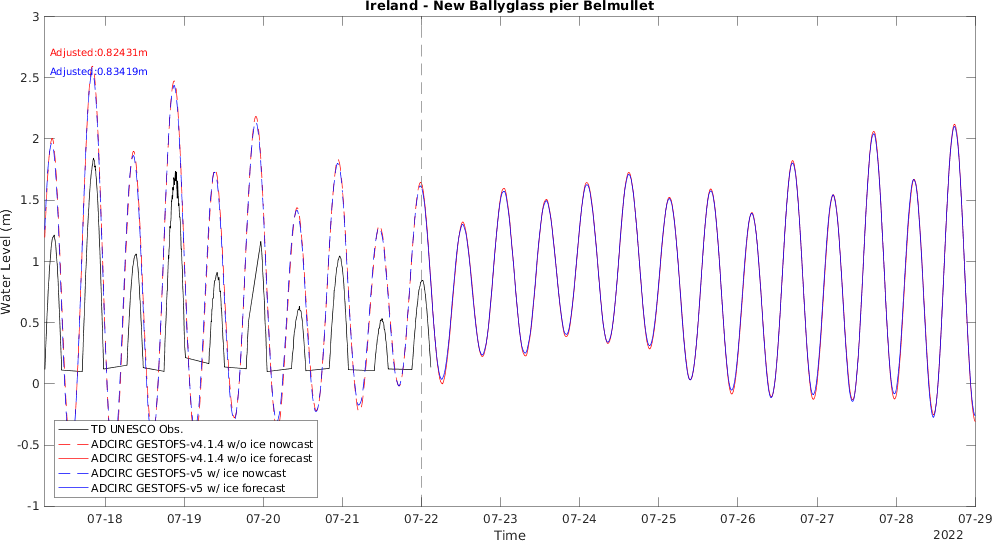 Ireland - New Ballyglass pier Belmullet
3
2.5
2
1.5
1
0.5
0
-0.5
-1
Water Level (m)
Adjusted:0.82431m
Adjusted:0.83419m
TD UNESCO Obs.
ADCIRC GESTOFS-v4.1.4 w/o ice nowcast
ADCIRC GESTOFS-v4.1.4 w/o ice forecast
ADCIRC GESTOFS-v5 w/ ice nowcast
ADCIRC GESTOFS-v5 w/ ice forecast
07-18 07-19 07-20 07-21 07-22 07-23 07-24 07-25 07-26 07-27 07-28 07-29
Time
2022